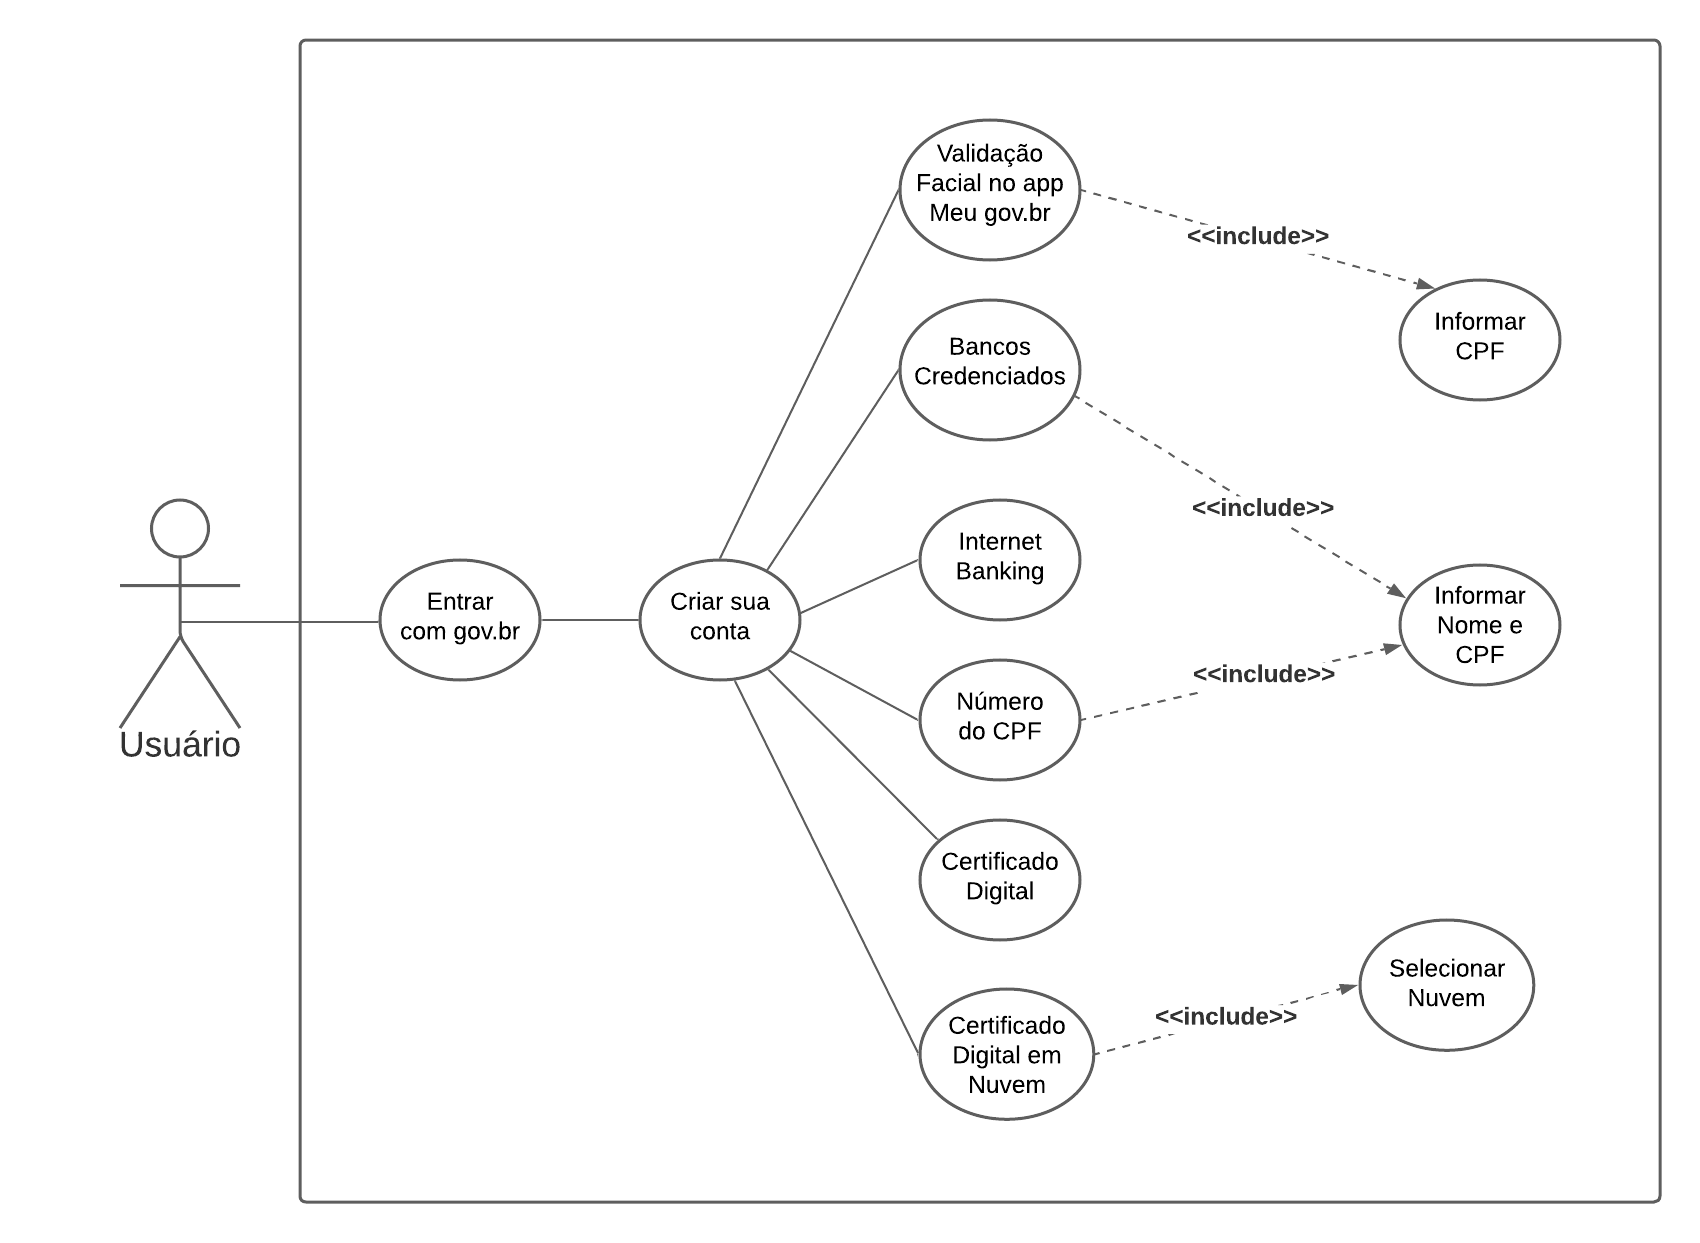 Validação
Facial no app
Meu gov.br
<<include>>
Informar
CPF
Bancos
Credenciados
<<include>>
Internet
Banking
Usuário
Entrar
com gov.br
Criar sua
conta
Informar
Nome e
CPF
<<include>>
Número
do CPF
Certificado
Digital
Selecionar
Nuvem
<<include>>
Certificado
Digital em
Nuvem